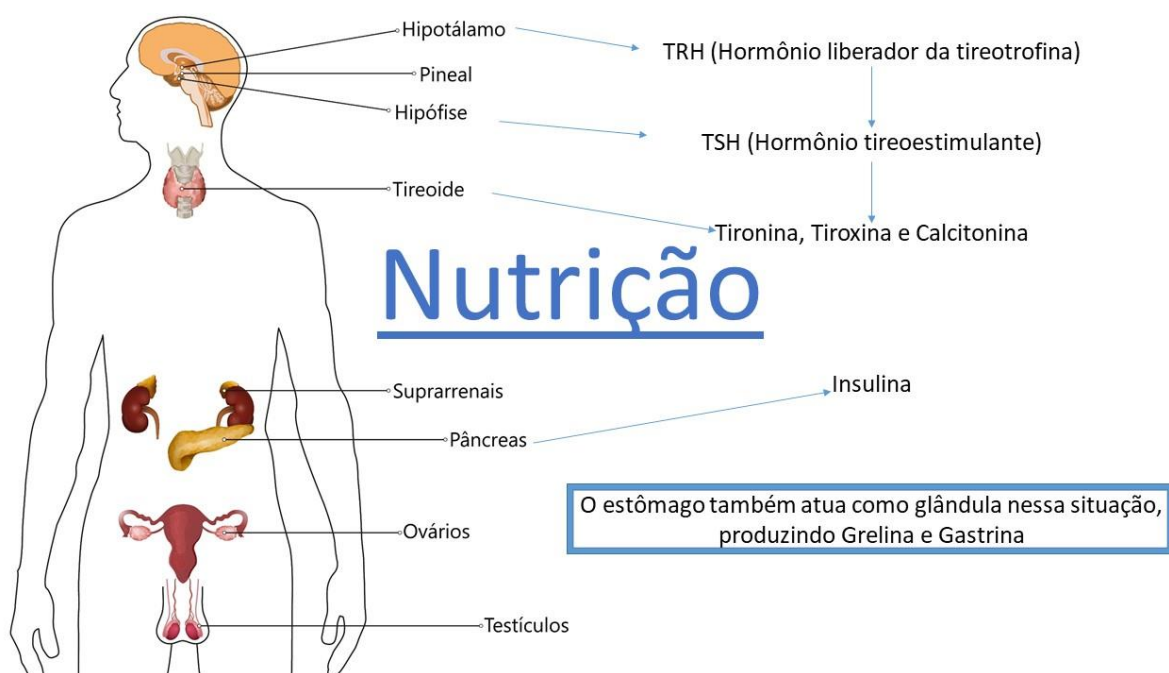 Hipotálamo
TRH (Hormônio liberador da tireotrofina)
Pineal
Hipófise
TSH (Hormônio tireoestimulante)
Tireoide
Tironina, Tiroxina e Calcitonina
Nutrição
Suprarrenais
Insulina
Pâncreas
O estômago também atua como glândula nessa situação,
produzindo Grelina e Gastrina
Ovários
Testículos